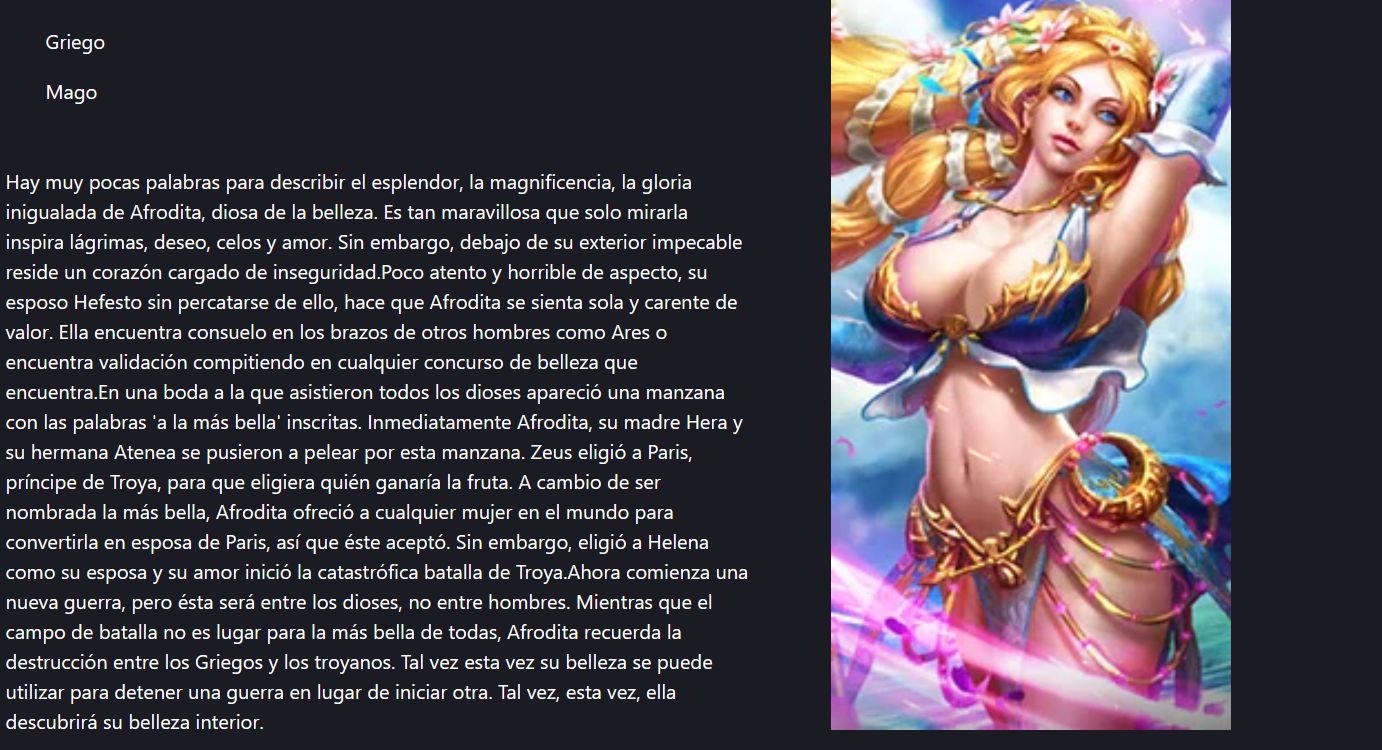 Griego
Mago
Hay muy pocas palabras para describir el esplendor, la magnificencia, la gloria
inigualada de Afrodita, diosa de la belleza. Es tan maravillosa que solo mirarla
inspira lágrimas, deseo, celos y amor. Sin embargo, debajo de su exterior impecable
reside un corazón cargado de inseguridad.Poco atento y horrible de aspecto, su
esposo Hefesto sin percatarse de ello, hace que Afrodita se sienta sola y carente de
valor. Ella encuentra consuelo en los brazos de otros hombres como Ares o
encuentra validación compitiendo en cualquier concurso de belleza que
encuentra.En una boda a la que asistieron todos los dioses apareció una manzana
con las palabras 'a la más bella' inscritas. Inmediatamente Afrodita, su madre Hera y
su hermana Atenea se pusieron a pelear por esta manzana. Zeus eligió a Paris,
príncipe de Troya, para que eligiera quién ganaría la fruta. A cambio de ser
nombrada la más bella, Afrodita ofreció a cualquier mujer en el mundo para
convertirla en esposa de Paris, así que éste aceptó. Sin embargo, eligió a Helena
como su esposa y su amor inició la catastrófica batalla de Troya.Ahora comienza una
nueva guerra, pero ésta será entre los dioses, no entre hombres. Mientras que el
campo de batalla no es lugar para la más bella de todas, Afrodita recuerda la
destrucción entre los Griegos y los troyanos. Tal vez esta vez su belleza se puede
utilizar para detener una guerra en lugar de iniciar otra. Tal vez, esta vez, ella
descubrirá su belleza interior.